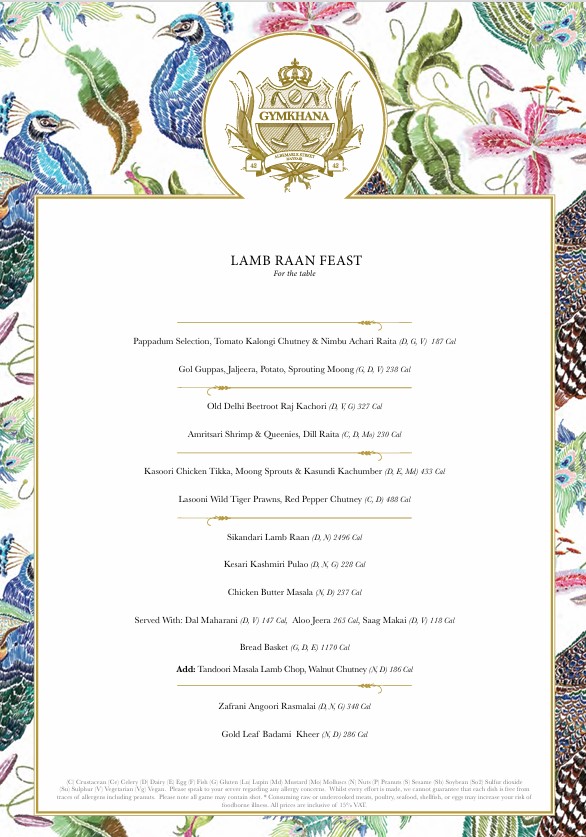 GYMKHANA
ALBEMARLE STREET
MAYFAIR
42 42
LAMB RAAN FEAST
For the table
Pappadum Selection, Tomato Kalongi Chutney & Nimbu Achari Raita (D, G, V) 187 Cal
Gol Guppas, Jaljeera, Potato, Sprouting Moong (G, D, V) 238 Cal
Old Delhi Beetroot Raj Kachori (D, V, G) 327 Cal
Amritsari Shrimp & Queenies, Dill Raita (C, D, Mo) 230 Cal
Kasoori Chicken Tikka, Moong Sprouts & Kasundi Kachumber (D, E, Md) 433 Cal
Lasooni Wild Tiger Prawns, Red Pepper Chutney (C, D) 488 Cal
Sikandari Lamb Raan (D, N) 2496 Cal
Kesari Kashmiri Pulao (D, N, G) 228 Cal
Chicken Butter Masala (N, D) 237 Cal
Served With: Dal Maharani (D, V) 147 Cal, Aloo Jeera 265 Cal, Saag Makai (D, V) 118 Cal
Bread Basket (G, D, E) 1170 Cal
Add: Tandoori Masala Lamb Chop, Walnut Chutney (N, D) 186 Cal
Zafrani Angoori Rasmalai (D, N, G) 348 Cal
Gold Leaf Badami Kheer (N, D) 286 Cal
(C) Crustacean (Ce) Celery (D) Dairy (E) Egg (F) Fish (G) Gluten (Lu) Lupin (Md) Mustard (Mo) Molluscs (N) Nuts (P) Peanuts (S) Sesame (Sb) Soybean (So2) Sulfur dioxide
(Su) Sulphur (V) Vegetarian (Vg) Vegan. Please speak to your server regarding any allergy concerns. Whilst every effort is made, we cannot guarantee that each dish is free from
traces of allergens including peanuts. Please note all game may contain shot. * Consuming raw or undercooked meats, poultry, seafood, shellfish, or eggs may increase your risk of
foodborne illness. All prices are inclusive of 15% VAT.